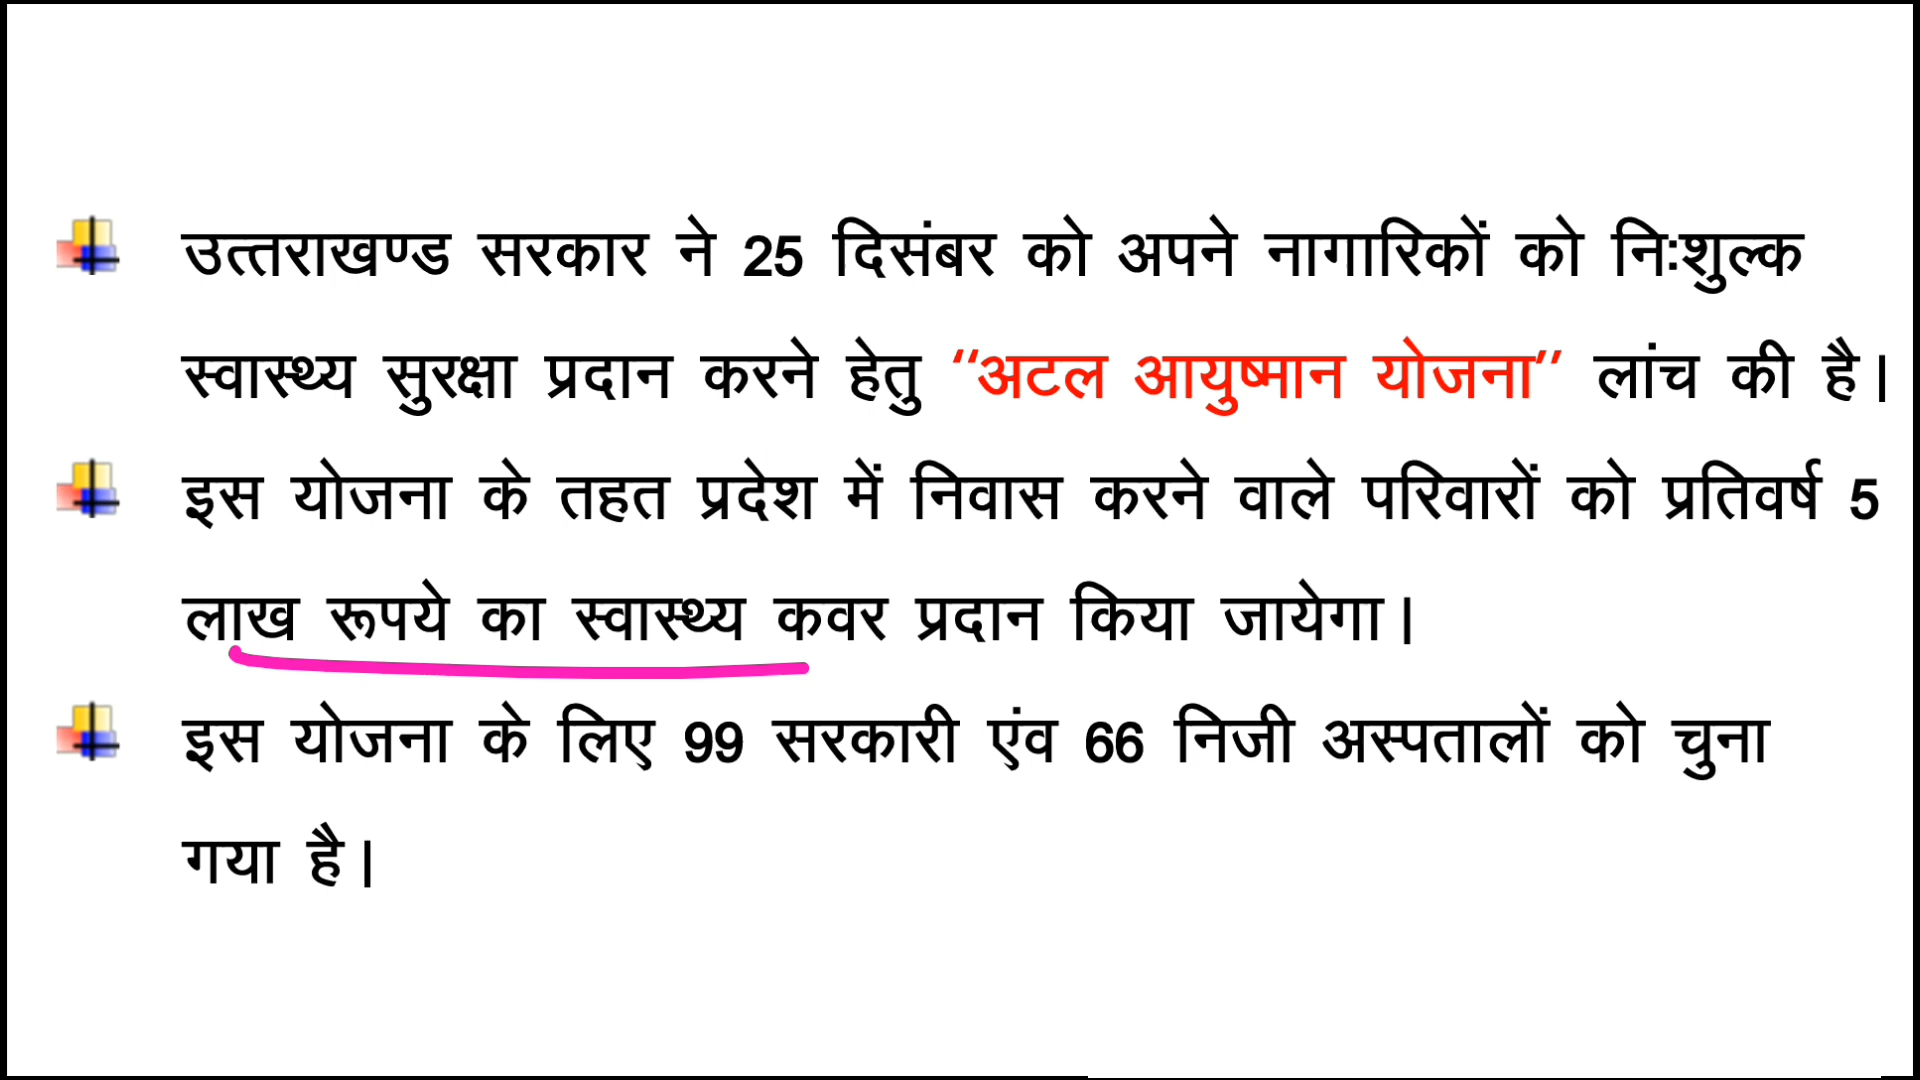 उत्तराखण्ड सरकार ने 25 दिसंबर को अपने नागारिकों को निःशुल्क
स्वास्थ्य सुरक्षा प्रदान करने हेतु “अटल आयुष्मान योजना” लांच की है।
इस योजना के तहत प्रदेश में निवास करने वाले परिवारों को प्रतिवर्ष 5
लाख रूपये का स्वास्थ्य कवर प्रदान किया जायेगा।
इस योजना के लिए 99 सरकारी एंव 66 निजी अस्पतालों को चुना
गया है।